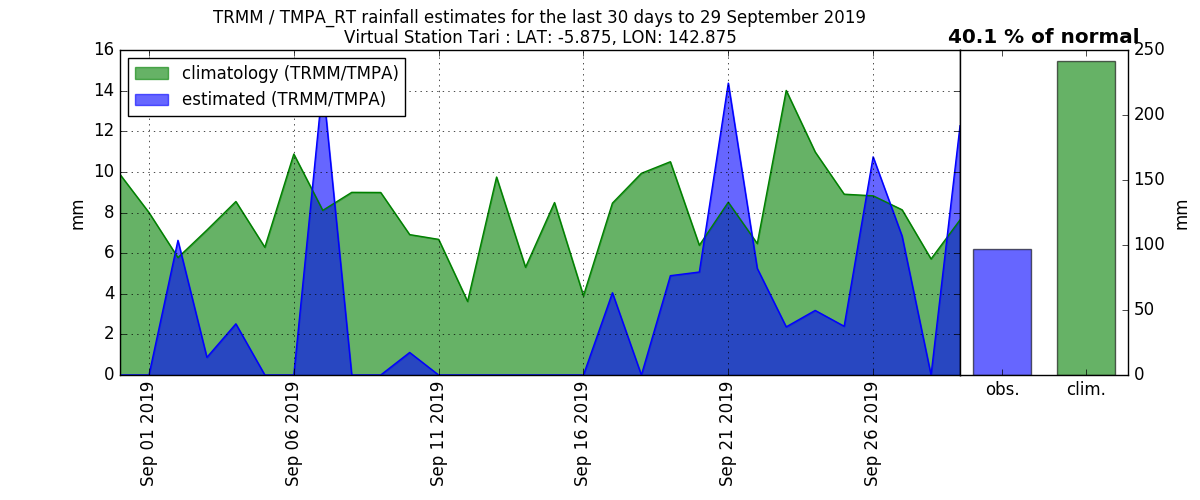 TRMM / TMPA_RT rainfall estimates for the last 30 days to 29 September 2019
Virtual Station Tari : LAT: -5.875, LON: 142.875
40.1 % of normal
climatology (TRMM/TMPA)
estimated (TRMM/TMPA)
mm
16
14
12
10
8
6
4
2
0
Sep 01 2019
Sep 06 2019
Sep 11 2019
Sep 16 2019
Sep 21 2019
Sep 26 2019
250
200
150
100
50
0
mm
obs.
clim.